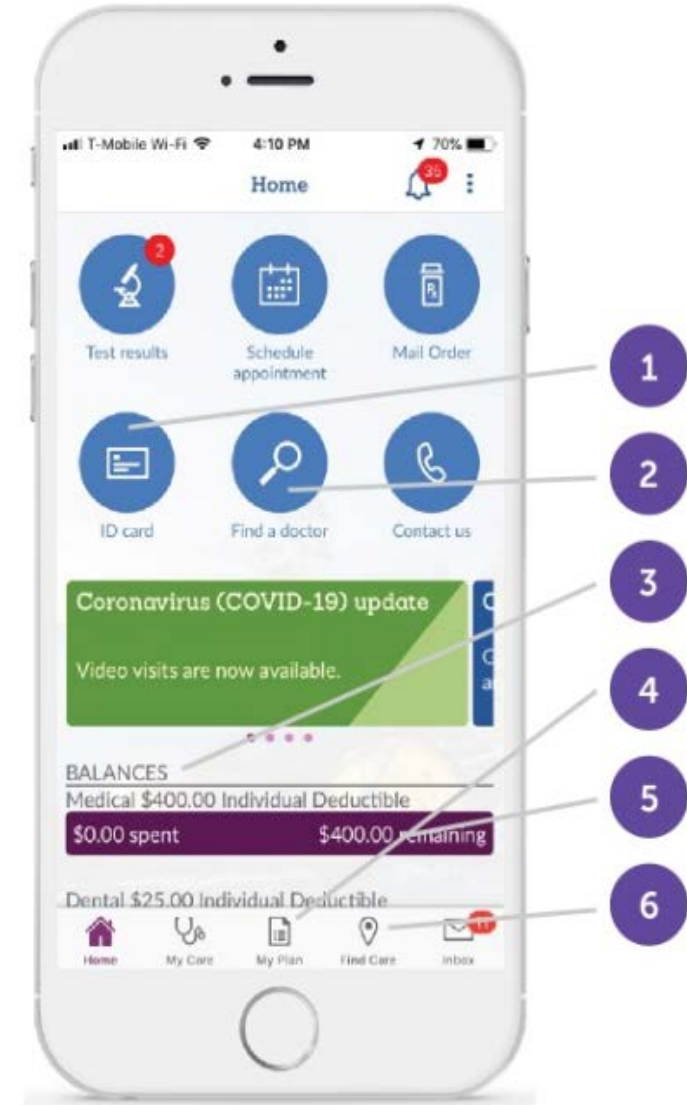 T-Mobile Wi-Fi 4:10 PM 70%
Home 36
2
Test results Schedule appointment Mail Order
ID card Find a doctor Contact us
Coronavirus (COVID-19) update
Video visits are now available.
BALANCES
Medical $400.00 Individual Deductible
$0.00 spent $400.00 remaining
Dental $25.00 Individual Deductible
Home My Care My Plan Find Care Inbox
1
2
3
4
5
6